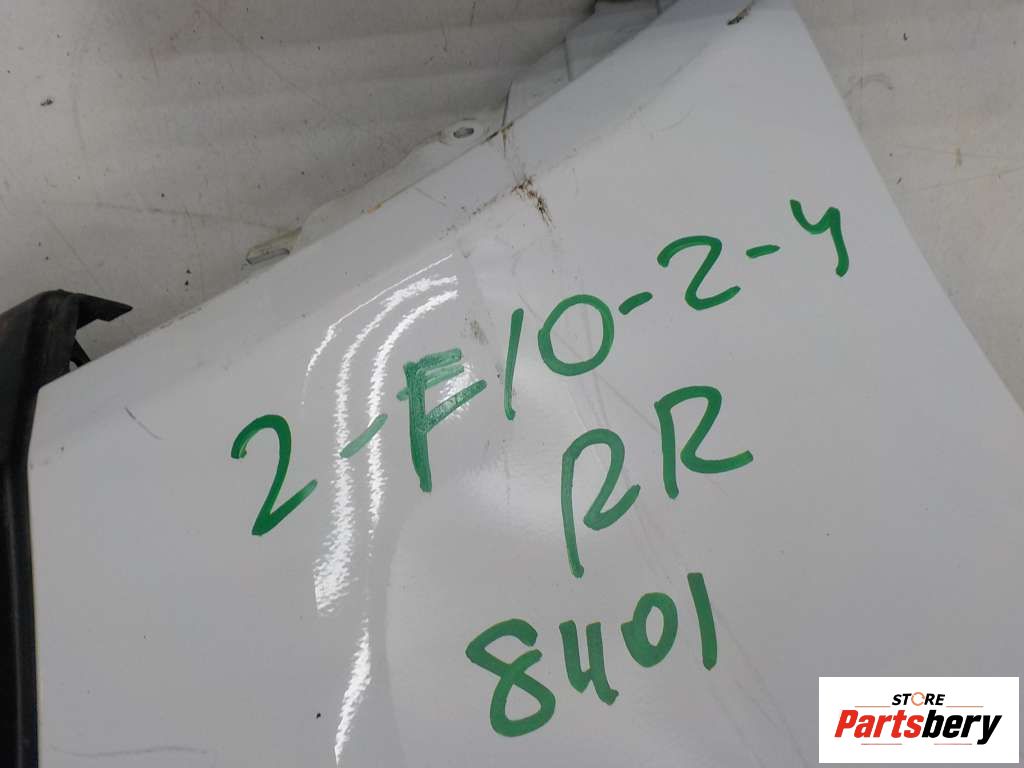 2-F10-2-4
RR
8401
STORE
Partsbery